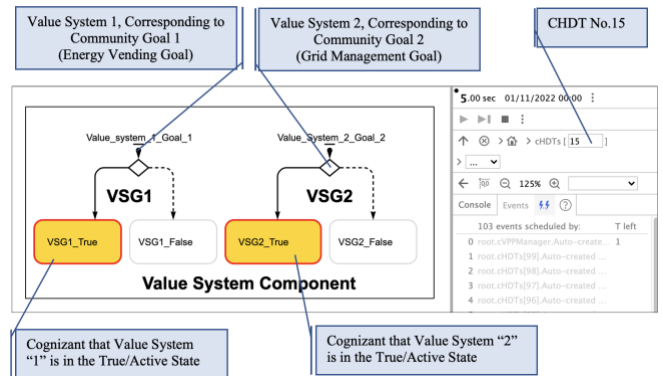 Value System 1, Corresponding to
Community Goal 1
(Energy Vending Goal)
Value System 2, Corresponding to
Community Goal 2
(Grid Management Goal)
CHDT No.15
5.00 sec 01/11/2022 00:00
cHDTs [ 15 ]
> ...
125%
Console Events
103 events scheduled by: T left
0 root.cVPPManager.Auto-create... 1
1 root.cHDTs[99].Auto-created ...
2 root.cHDTs[98].Auto-created ...
3 root.cHDTs[97].Auto-created ...
4 root.cHDTs[96].Auto-created ...
Value_system_1_Goal_1
Value_System_2_Goal_2
VSG1
VSG2
VSG1_True
VSG1_False
VSG2_True
VSG2_False
Value System Component
Cognizant that Value System
“1” is in the True/Active State
Cognizant that Value System “2”
is in the True/Active State